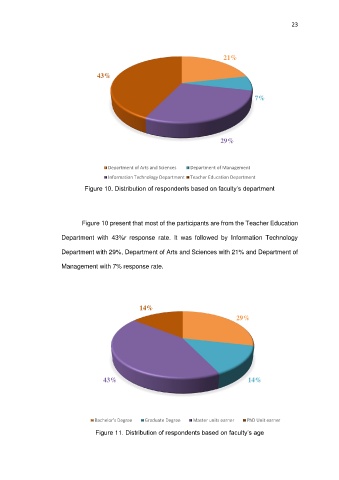 23
21%
43%
7%
29%
Department of Arts and Sciences Department of Management
Information Technology Department Teacher Education Department
Figure 10. Distribution of respondents based on faculty's department
Figure 10 present that most of the participants are from the Teacher Education
Department with 43%r response rate. It was followed by Information Technology
Department with 29%, Department of Arts and Sciences with 21% and Department of
Management with 7% response rate.
14%
29%
43%
14%
Bachelor's Degree Graduate Degree Master units earner PhD Unit earner
Figure 11. Distribution of respondents based on faculty's age